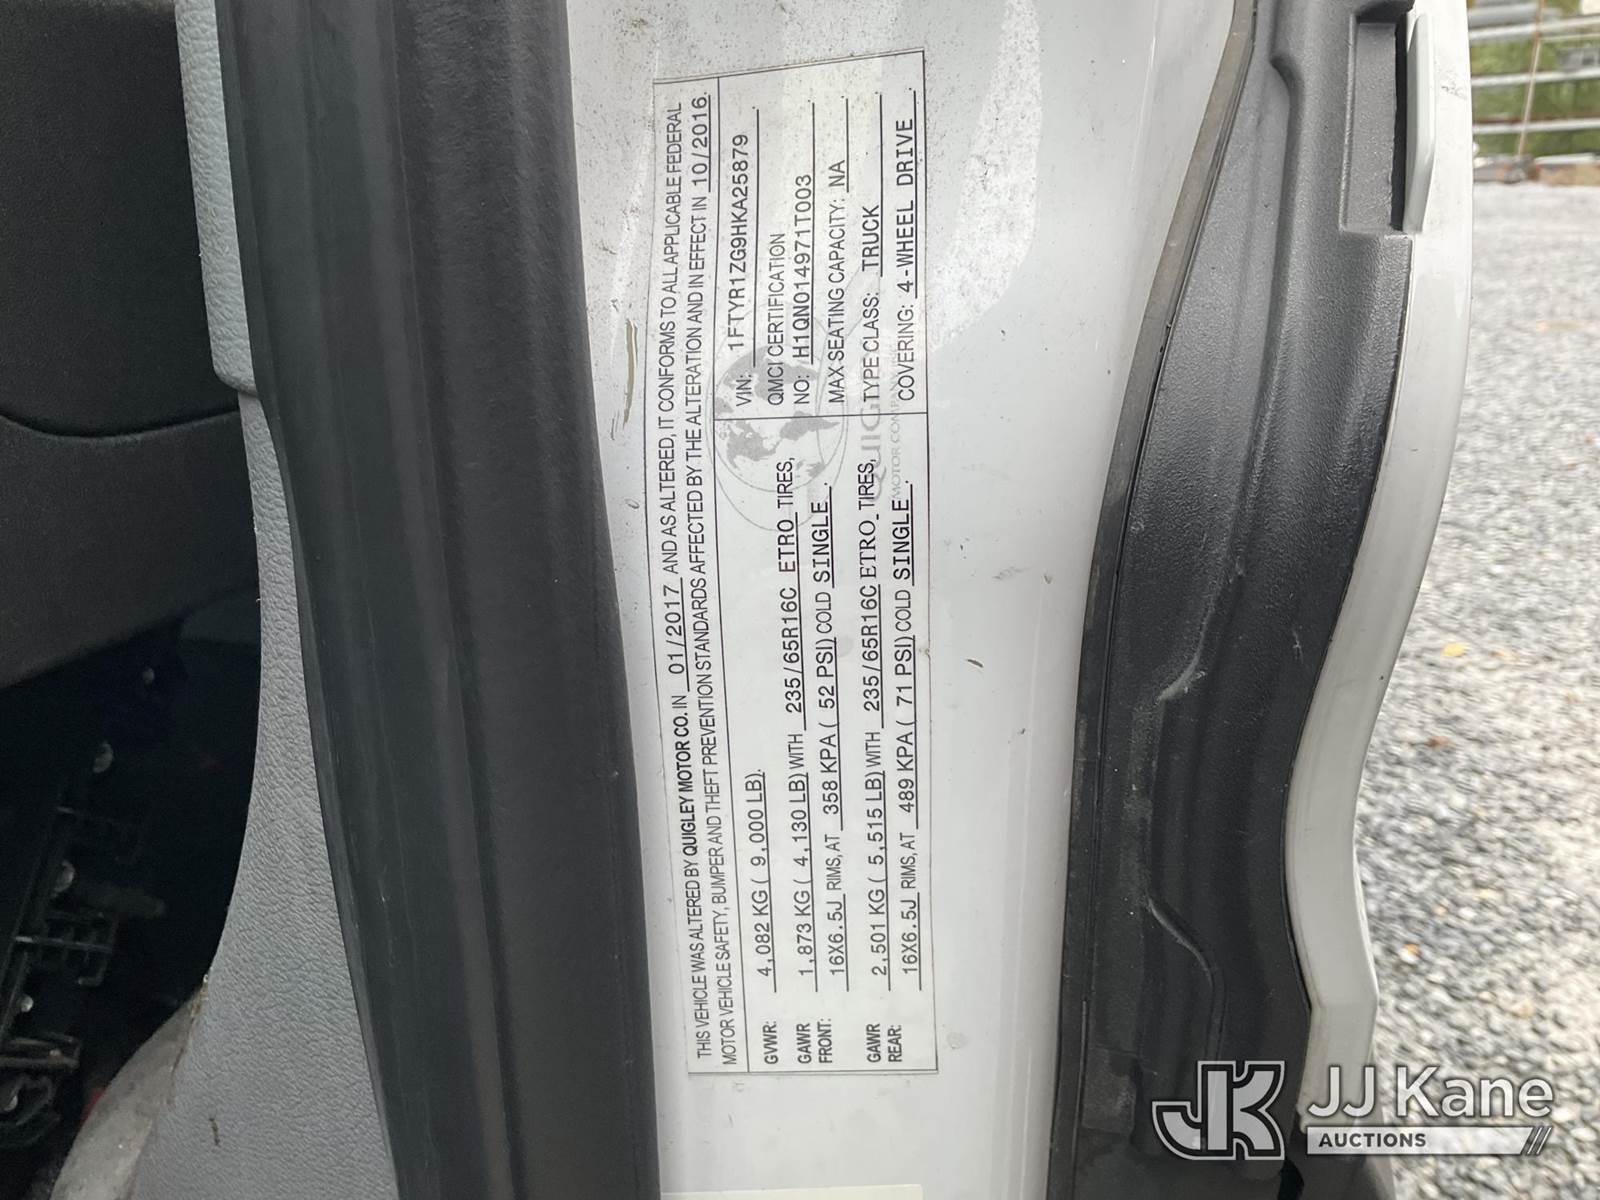 THIS VEHICLE WAS ALTERED BY QUIGLEY MOTOR CO. IN 01/2017 AND AS ALTERED, IT CONFORMS TO ALL APPLICABLE FEDERAL
MOTOR VEHICLE SAFETY, BUMPER AND THEFT PREVENTION STANDARDS AFFECTED BY THE ALTERATION AND IN EFFECT IN 10/2016.
GVWR: 4,082 KG ( 9,000 LB).
GAWR FRONT: 1,873 KG ( 4,130 LB) WITH 235/65R16C ETRO TIRES,
16X6.5J RIMS, AT 358 KPA ( 52 PSI) COLD SINGLE.
GAWR REAR: 2,501 KG ( 5,515 LB) WITH 235/65R16C ETRO TIRES,
16X6.5J RIMS, AT 489 KPA ( 71 PSI) COLD SINGLE.
VIN: 1FTYR1ZG9HKA25879.
QMCI CERTIFICATION
NO: H1QN014971T003.
MAX-SEATING CAPACITY: NA.
TYPE CLASS: TRUCK.
COVERING: 4-WHEEL DRIVE.
MOTOR COMPANY
JK JJ Kane
AUCTIONS